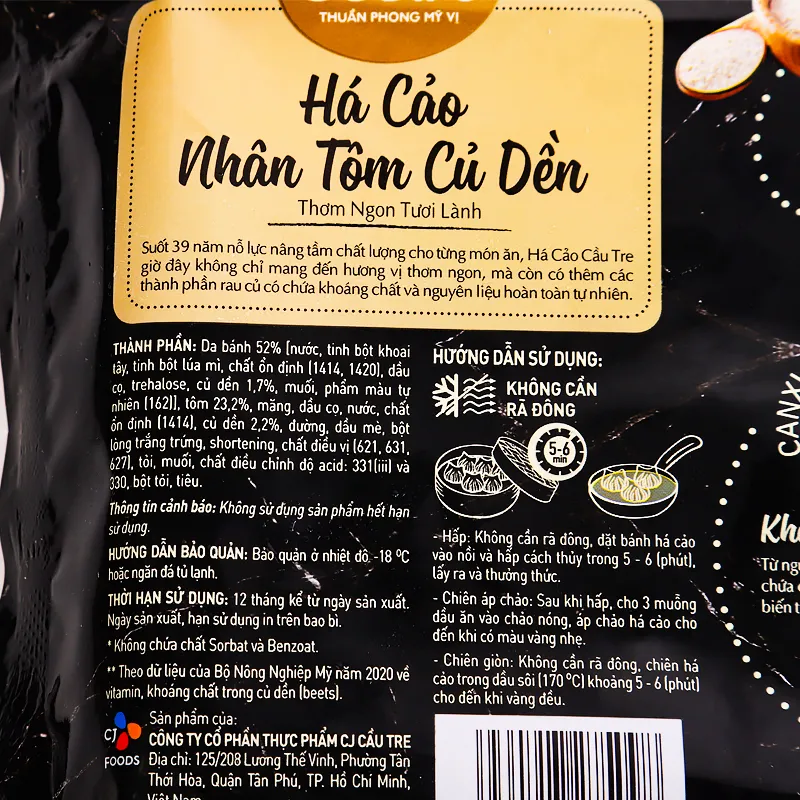 THUẦN PHONG MỸ VỊ
Há Cảo
Nhân Tôm Củ Dền
Thơm Ngon Tươi Lành
Suốt 39 năm nỗ lực nâng tầm chất lượng cho từng món ăn, Há Cảo Cầu Tre
giờ đây không chỉ mang đến hương vị thơm ngon, mà còn có thêm các
thành phần rau củ có chứa khoáng chất và nguyên liệu hoàn toàn tự nhiên.
THÀNH PHẦN: Da bánh 52% (nước, tinh bột khoai
tây, tinh bột lúa mì, chất ổn định (1414, 1420), dầu
cọ, trehalose, củ dền 1,7%, muối, phẩm màu tự
nhiên (162)), tôm 23,2%, măng, dầu cọ, nước, chất
ổn định (1414), củ dền 2,2%, đường, dầu mè, bột
lòng trắng trứng, shortening, chất điều vị (621, 631,
627), tỏi, muối, chất điều chỉnh độ acid: 331(iii) và
330, bột tỏi, tiêu.
Thông tin cảnh báo: Không sử dụng sản phẩm hết hạn
sử dụng.
HƯỚNG DẪN BẢO QUẢN: Bảo quản ở nhiệt độ -18 ºC
hoặc ngăn đá tủ lạnh.
THỜI HẠN SỬ DỤNG: 12 tháng kể từ ngày sản xuất.
Ngày sản xuất, hạn sử dụng in trên bao bì.
* Không chứa chất Sorbat và Benzoat.
** Theo dữ liệu của Bộ Nông Nghiệp Mỹ năm 2020 về
vitamin, khoáng chất trong củ dền (beets).
CJ
FOODS
Sản phẩm của:
CÔNG TY CỔ PHẦN THỰC PHẨM CJ CẦU TRE
Địa chỉ: 125/208 Lương Thế Vinh, Phường Tân
Thới Hòa, Quận Tân Phú, TP. Hồ Chí Minh,
Việt Nam
HƯỚNG DẪN SỬ DỤNG:
KHÔNG CẦN
RÃ ĐÔNG
5-6
min
- Hấp: Không cần rã đông, đặt bánh há cảo
vào nồi và hấp cách thủy trong 5 - 6 (phút),
lấy ra và thưởng thức.
- Chiên áp chảo: Sau khi hấp, cho 3 muỗng
dầu ăn vào chảo nóng, áp chảo há cảo cho
đến khi có màu vàng nhẹ.
- Chiên giòn: Không cần rã đông, chiên há
cảo trong dầu sôi (170 ºC) khoảng 5 - 6 (phút)
cho đến khi vàng đều.
CANXI
Từ
chứa
biến